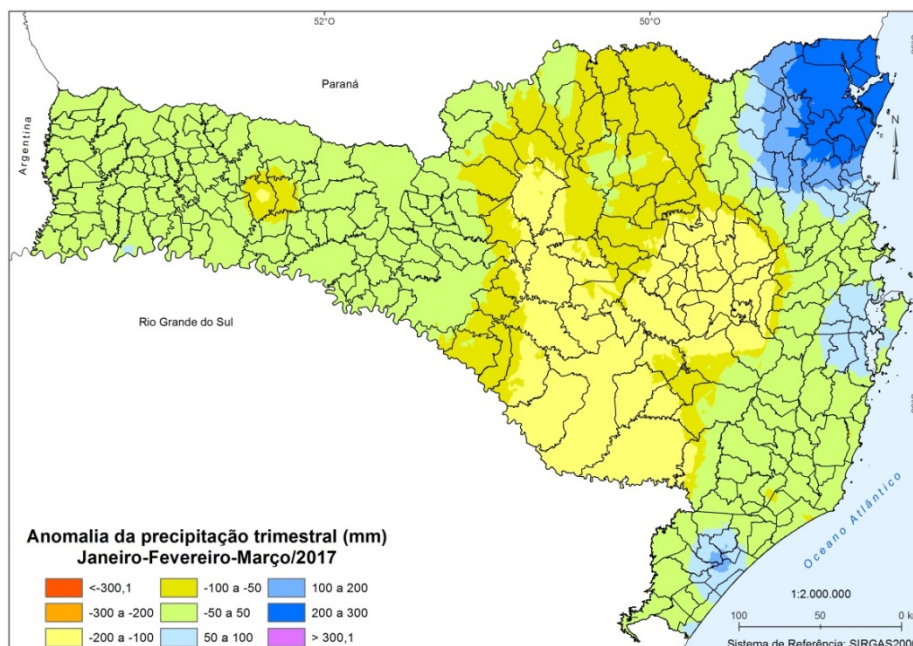 52°O
50°O
Paraná
Argentina
N
Rio Grande do Sul
Oceano Atlântico
Anomalia da precipitação trimestral (mm)
Janeiro-Fevereiro-Março/2017
<-300,1
-100 a -50
100 a 200
-300 a -200
-50 a 50
200 a 300
-200 a -100
50 a 100
> 300,1
1:2.000.000
100
50
0 k
Sistema de Referência: SIRGAS200